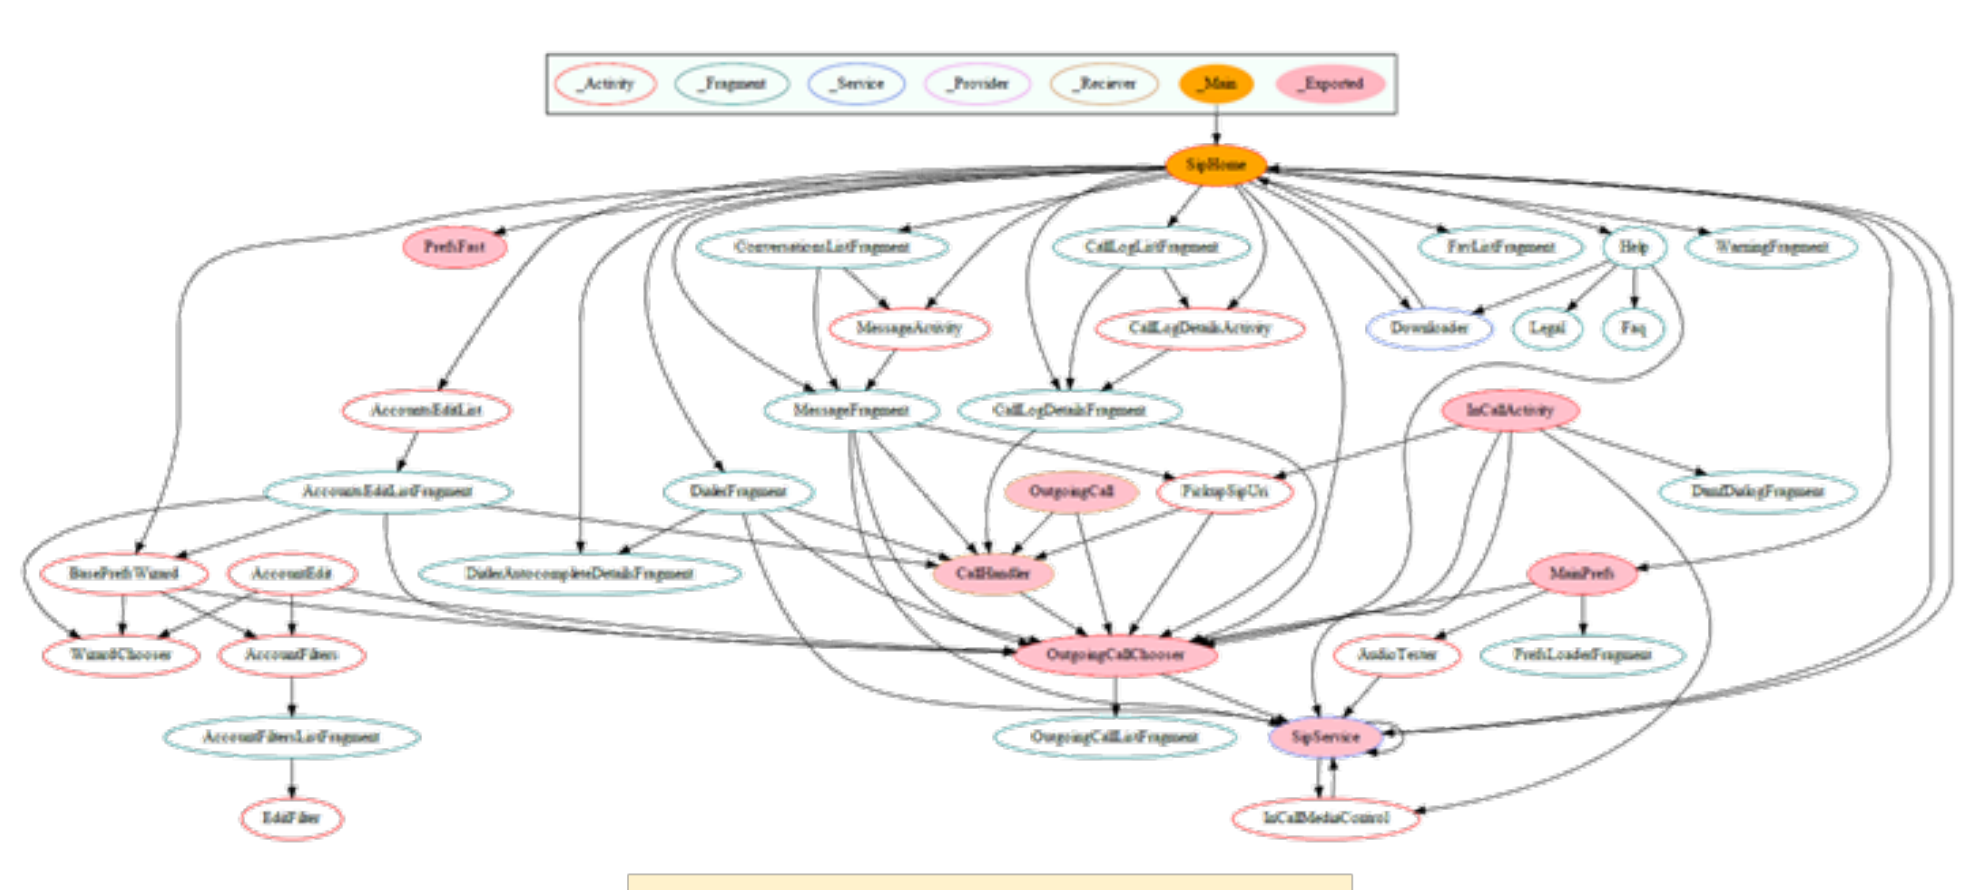 _Activity _Fragment _Service _Provider _Reciever _Main _Exported
SipHome
PrefsFast ConversationsListFragment CallLogListFragment FavListFragment Help WarningFragment
MessageActivity CallLogDetailsActivity Downloader Legal Faq
AccountsEditList MessageFragment CallLogDetailsFragment InCallActivity
AccountsEditListFragment DialerFragment OutgoingCall PickupSipUri DtmfDialogFragment
BasePrefsWizard AccountEdit DialerAutocompleteDetailsFragment CallHandler MainPrefs
WizardChooser AccountFilters OutgoingCallChooser AudioTester PrefsLoaderFragment
AccountFiltersListFragment OutgoingCallListFragment SipService
EditFilter InCallMediaControl